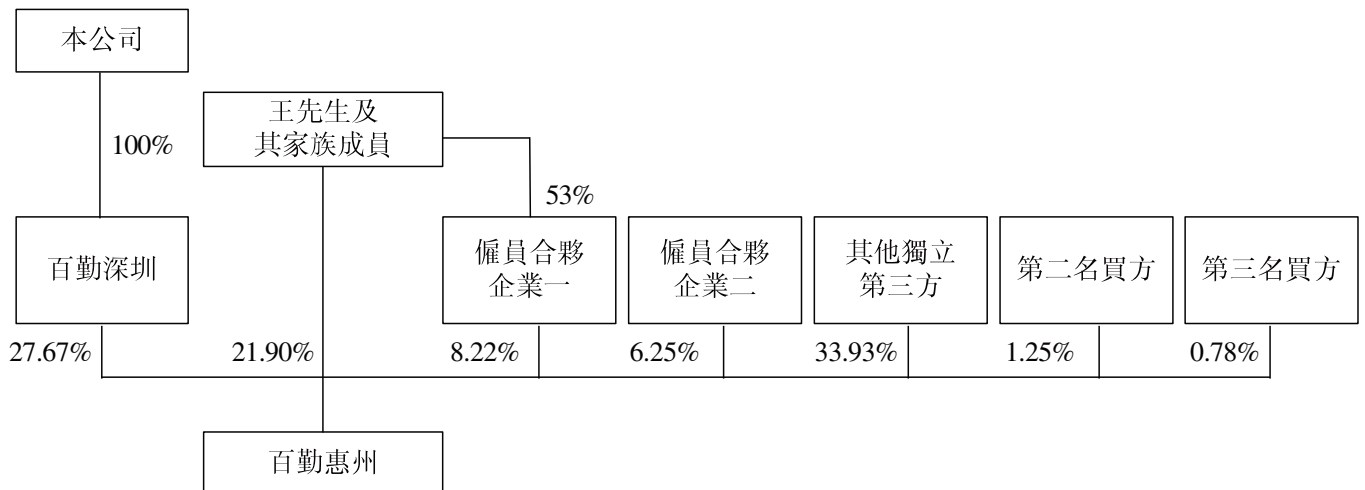 本公司
100%
王先生及
其家族成員
53%
百勤深圳
僱員合夥
企業一
僱員合夥
企業二
其他獨立
第三方
第二名買方
第三名買方
27.67%
21.90%
8.22%
6.25%
33.93%
1.25%
0.78%
百勤惠州